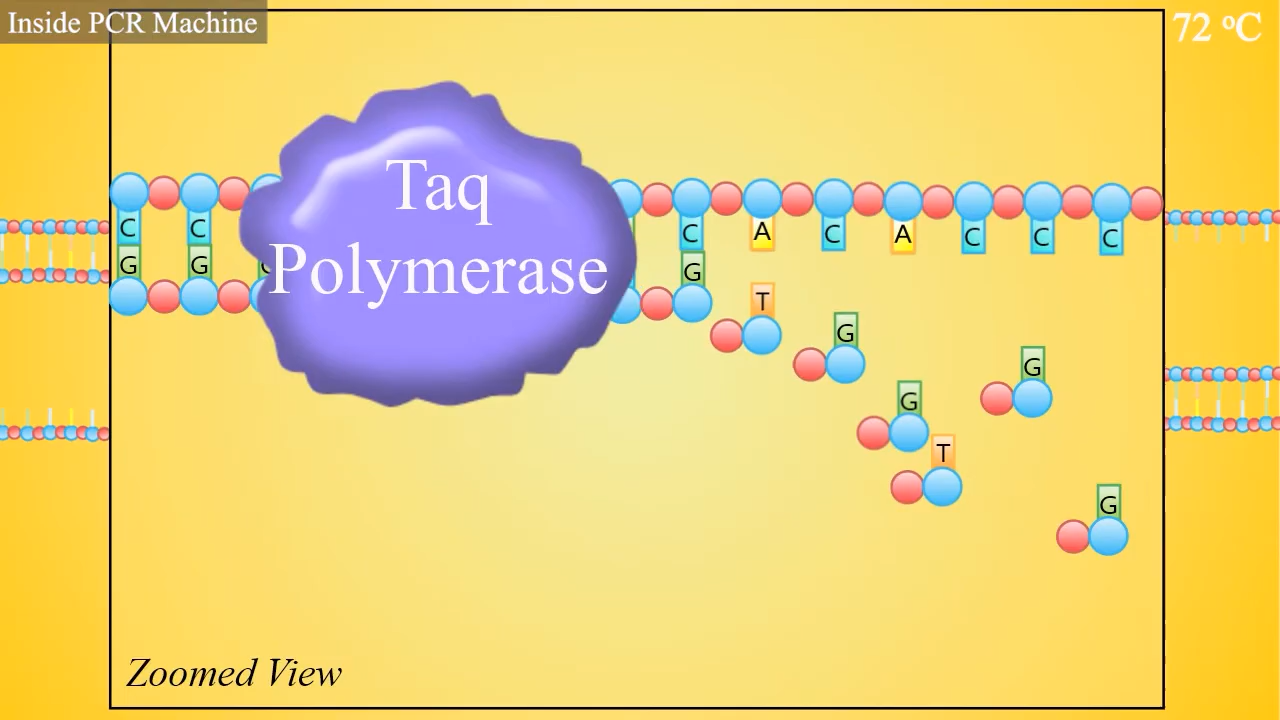 Inside PCR Machine
72 ºC
Taq
Polymerase
C C C A C A C C C
G G G
T
G
G
G
T
G
Zoomed View